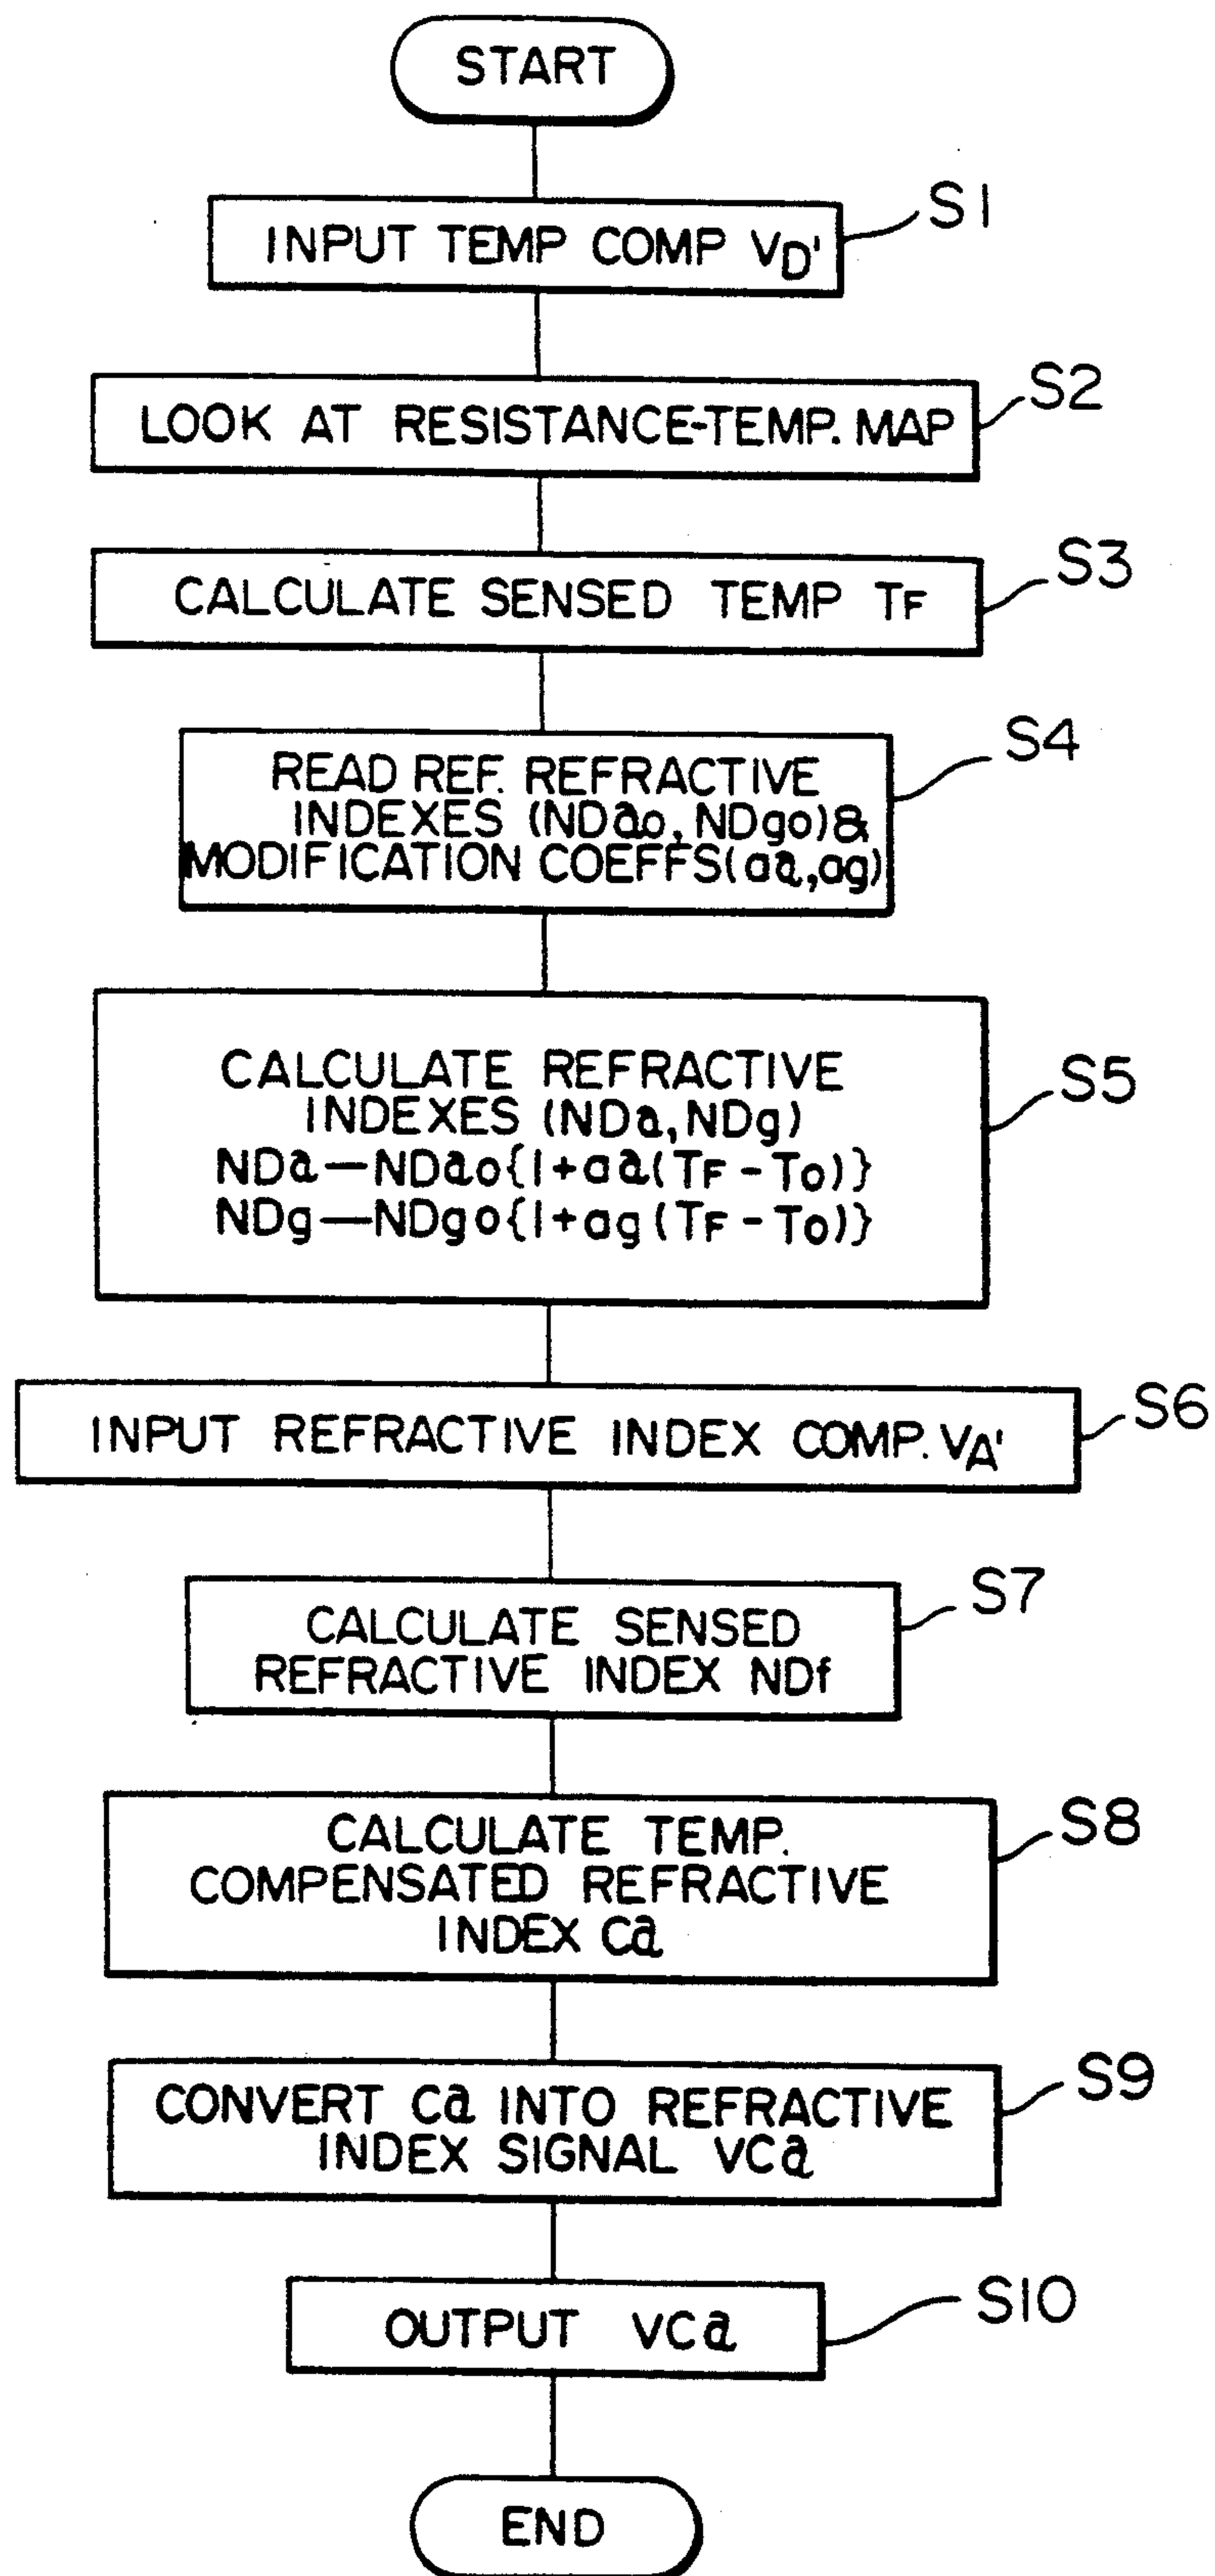 START
S1
INPUT TEMP COMP VD'
S2
LOOK AT RESISTANCE-TEMP. MAP
S3
CALCULATE SENSED TEMP TF
S4
READ REF. REFRACTIVE
INDEXES (NDao, NDgo)&
MODIFICATION COEFFS(aa,ag)
S5
CALCULATE REFRACTIVE
INDEXES (NDa, NDg)
NDa—NDao{1+aa(TF - To)}
NDg—NDgo{1+ag(TF - To)}
S6
INPUT REFRACTIVE INDEX COMP. VA'
S7
CALCULATE SENSED
REFRACTIVE INDEX NDf
S8
CALCULATE TEMP.
COMPENSATED REFRACTIVE
INDEX Ca
S9
CONVERT Ca INTO REFRACTIVE
INDEX SIGNAL VCa
S10
OUTPUT VCa
END